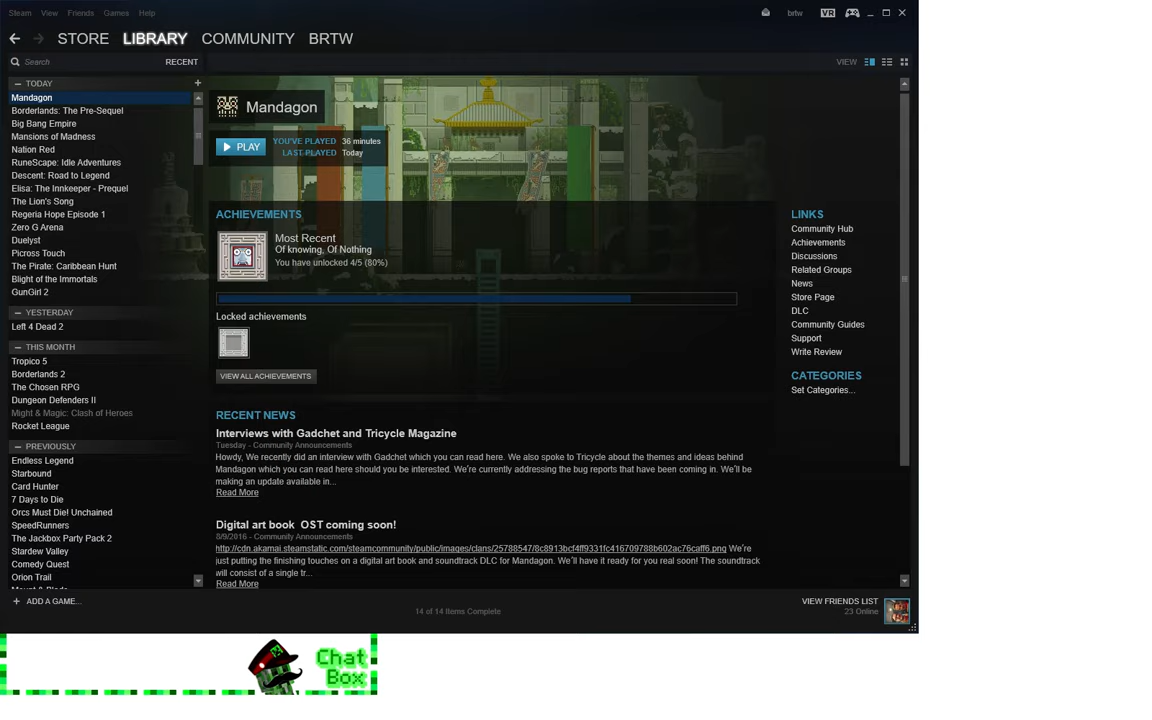 Steam View Friends Games Help
brtw VR
STORE LIBRARY COMMUNITY BRTW
Search RECENT
VIEW
— TODAY +
Mandagon
Borderlands: The Pre-Sequel
Big Bang Empire
Mansions of Madness
Nation Red
RuneScape: Idle Adventures
Descent: Road to Legend
Elisa: The Innkeeper - Prequel
The Lion's Song
Regeria Hope Episode 1
Zero G Arena
Duelyst
Picross Touch
The Pirate: Caribbean Hunt
Blight of the Immortals
GunGirl 2
— YESTERDAY
Left 4 Dead 2
— THIS MONTH
Tropico 5
Borderlands 2
The Chosen RPG
Dungeon Defenders II
Might & Magic: Clash of Heroes
Rocket League
— PREVIOUSLY
Endless Legend
Starbound
Card Hunter
7 Days to Die
Orcs Must Die! Unchained
SpeedRunners
The Jackbox Party Pack 2
Stardew Valley
Comedy Quest
Orion Trail
Mount & Blade
+ ADD A GAME...
Mandagon
PLAY
YOU'VE PLAYED 36 minutes
LAST PLAYED Today
ACHIEVEMENTS
Most Recent
Of knowing, Of Nothing
You have unlocked 4/5 (80%)
Locked achievements
VIEW ALL ACHIEVEMENTS
RECENT NEWS
Interviews with Gadchet and Tricycle Magazine
Tuesday - Community Announcements
Howdy, We recently did an interview with Gadchet which you can read here. We also spoke to Tricycle about the themes and ideas behind
Mandagon which you can read here should you be interested. We're currently addressing the bug reports that have been coming in. We'll be
making an update available in...
Read More
Digital art book OST coming soon!
8/9/2016 - Community Announcements
http://cdn.akamai.steamstatic.com/steamcommunity/public/images/clans/25788547/8c8913bcf4ff9331fc416709788b602ac76caff6.png We're
just putting the finishing touches on a digital art book and soundtrack DLC for Mandagon. We'll have it ready for you real soon! The soundtrack
will consist of a single tr...
Read More
LINKS
Community Hub
Achievements
Discussions
Related Groups
News
Store Page
DLC
Community Guides
Support
Write Review
CATEGORIES
Set Categories...
14 of 14 Items Complete
VIEW FRIENDS LIST
23 Online
Chat
Box